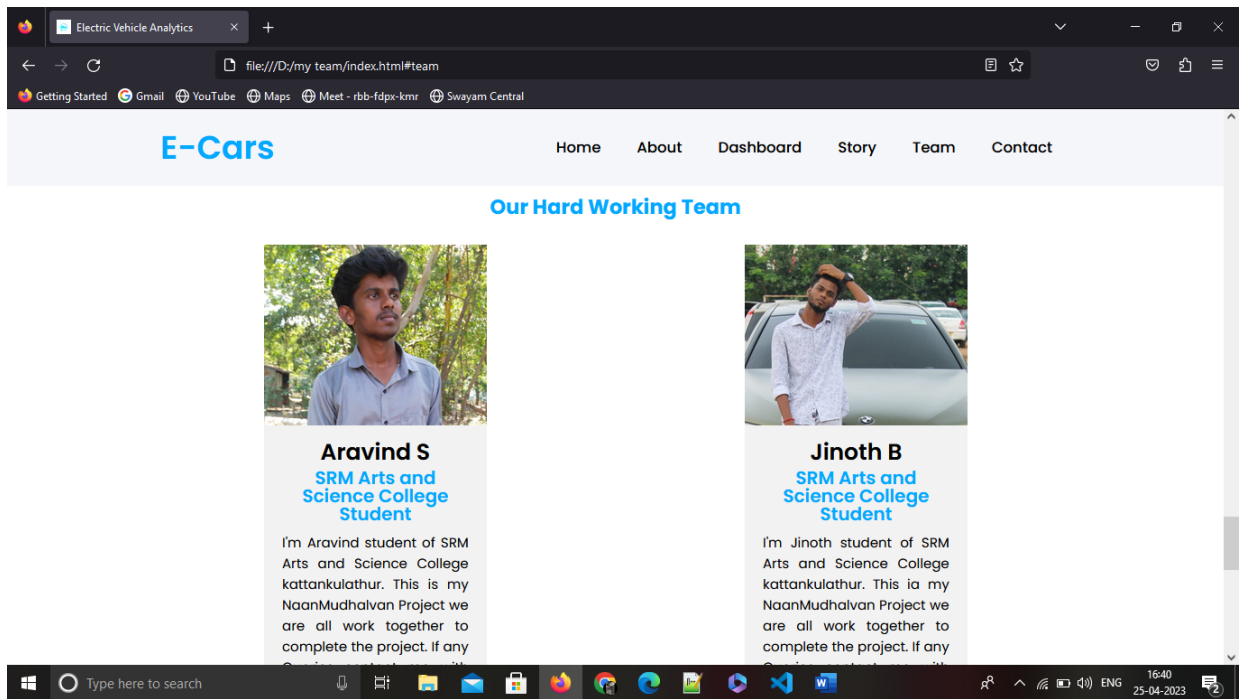 Electric Vehicle Analytics
file:///D:/my team/index.html#team
Getting Started Gmail YouTube Maps Meet - rbb-fdpx-kmr Swayam Central
E-Cars Home About Dashboard Story Team Contact
Our Hard Working Team
Aravind S
SRM Arts and
Science College
Student
I'm Aravind student of SRM
Arts and Science College
kattankulathur. This is my
NaanMudhalvan Project we
are all work together to
complete the project. If any
Jinoth B
SRM Arts and
Science College
Student
I'm Jinoth student of SRM
Arts and Science College
kattankulathur. This ia my
NaanMudhalvan Project we
are all work together to
complete the project. If any
Type here to search
ENG
16:40
25-04-2023
2